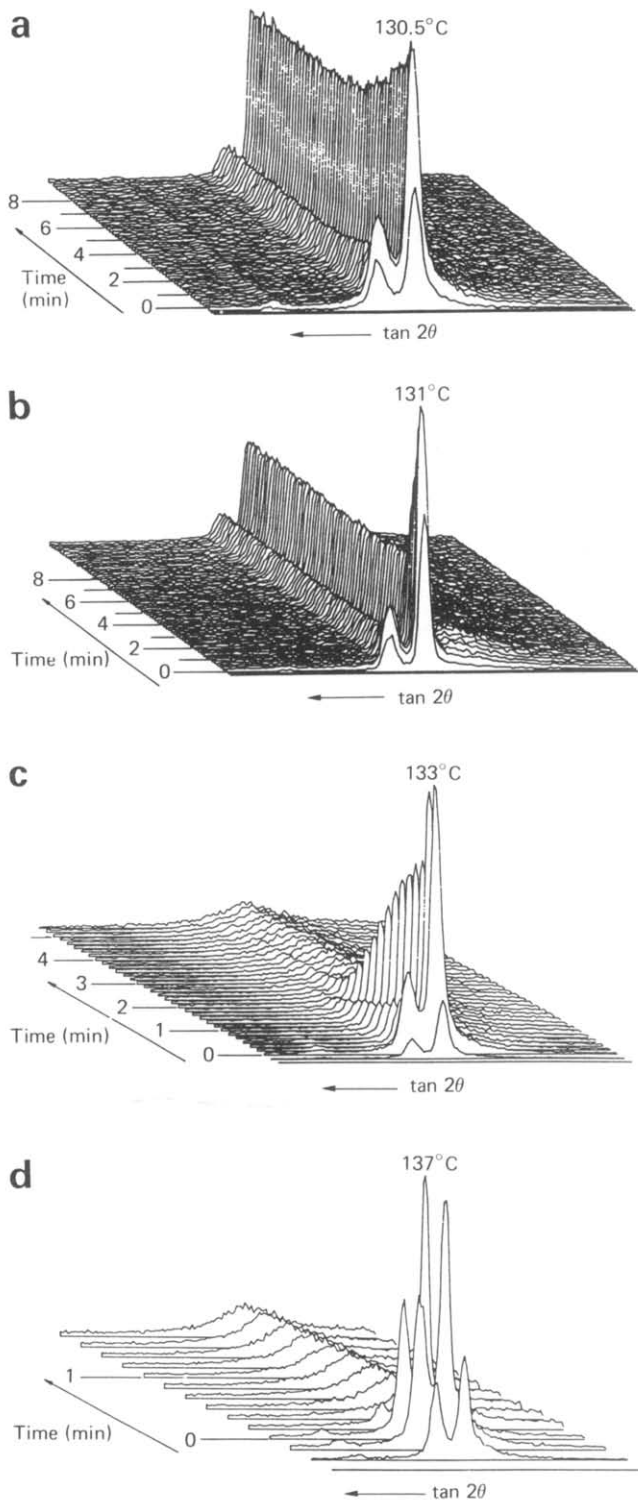 a
130.5°C
8
6
4
2
0
Time
(min)
tan 2θ
b
131°C
8
6
4
2
0
Time (min)
tan 2θ
c
133°C
4
3
2
1
0
Time (min)
tan 2θ
d
137°C
1
0
Time (min)
tan 2θ